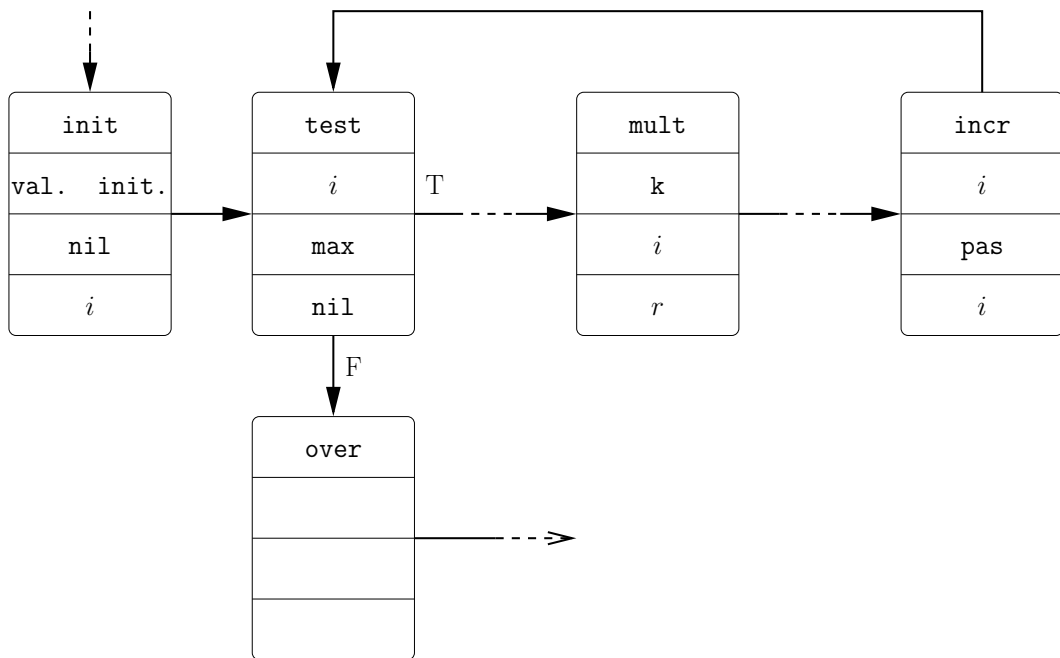 init
val. init.
nil
i
test
i
max
nil
T
F
mult
k
i
r
incr
i
pas
i
over